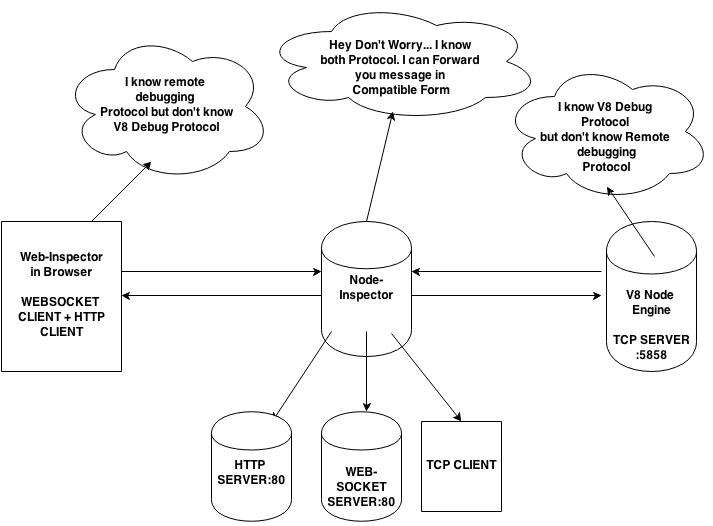 I know remote
debugging
Protocol but don't know
V8 Debug Protocol
Hey Don't Worry... I know
both Protocol. I can Forward
you message in
Compatible Form
I know V8 Debug
Protocol
but don't know Remote
debugging
Protocol
Web-Inspector
in Browser
WEBSOCKET
CLIENT + HTTP
CLIENT
Node-
Inspector
V8 Node
Engine
TCP SERVER
:5858
HTTP
SERVER:80
WEB-
SOCKET
SERVER:80
TCP CLIENT